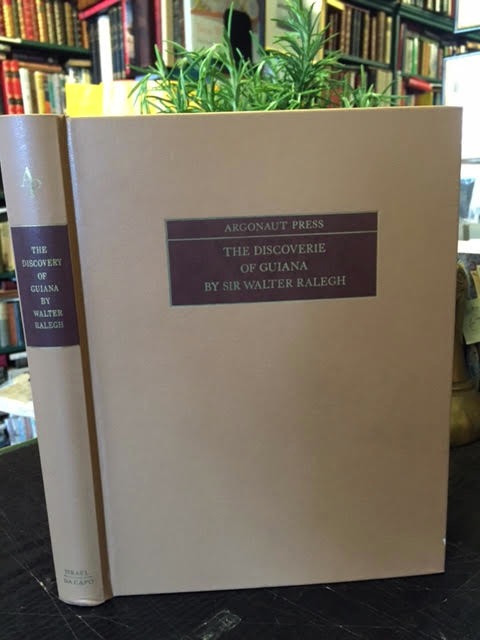 AP
THE
DISCOVERY
OF
GUIANA
BY
WALTER
RALEGH
ISRAEL
DA CAPO
ARGONAUT PRESS
THE DISCOVERIE
OF GUIANA
BY SIR WALTER RALEGH